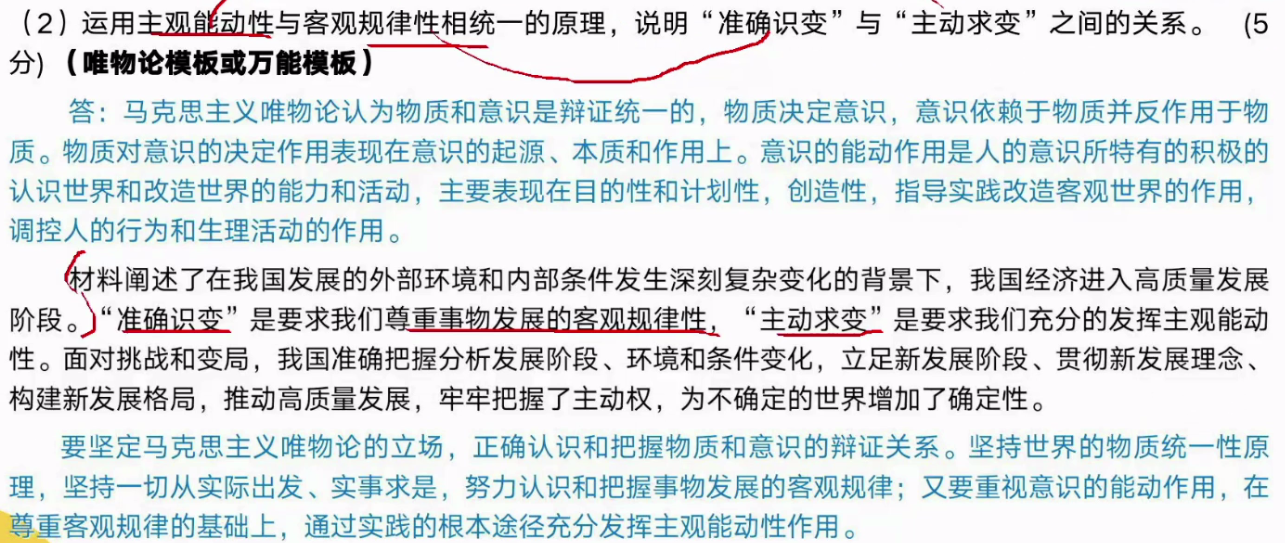 （2）运用主观能动性与客观规律性相统一的原理，说明“准确识变”与“主动求变”之间的关系。 (5
分)（唯物论模板或万能模板）
答：马克思主义唯物论认为物质和意识是辩证统一的，物质决定意识，意识依赖于物质并反作用于物
质。物质对意识的决定作用表现在意识的起源、本质和作用上。意识的能动作用是人的意识所特有的积极的
认识世界和改造世界的能力和活动，主要表现在目的性和计划性，创造性，指导实践改造客观世界的作用，
调控人的行为和生理活动的作用。
材料阐述了在我国发展的外部环境和内部条件发生深刻复杂变化的背景下，我国经济进入高质量发展
阶段。“准确识变”是要求我们尊重事物发展的客观规律性，“主动求变”是要求我们充分的发挥主观能动
性。面对挑战和变局，我国准确把握分析发展阶段、环境和条件变化，立足新发展阶段、贯彻新发展理念、
构建新发展格局，推动高质量发展，牢牢把握了主动权，为不确定的世界增加了确定性。
要坚定马克思主义唯物论的立场，正确认识和把握物质和意识的辩证关系。坚持世界的物质统一性原
理，坚持一切从实际出发、实事求是，努力认识和把握事物发展的客观规律；又要重视意识的能动作用，在
尊重客观规律的基础上，通过实践的根本途径充分发挥主观能动性作用。